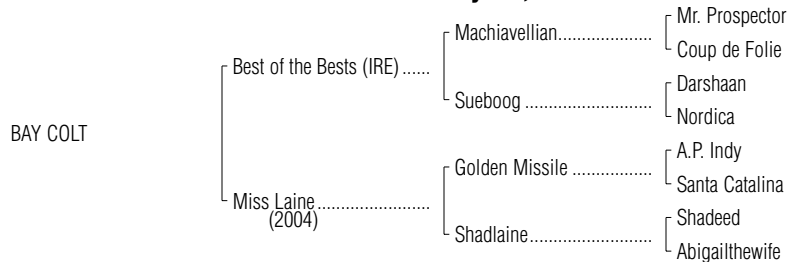 Mr. Prospector
Machiavellian....................
Coup de Folie
Best of the Bests (IRE) ......
Darshaan
Sueboog ...........................
Nordica
BAY COLT
A.P. Indy
Golden Missile .................
Santa Catalina
Miss Laine........................
(2004)
Shadeed
Shadlaine..........................
Abigailthewife